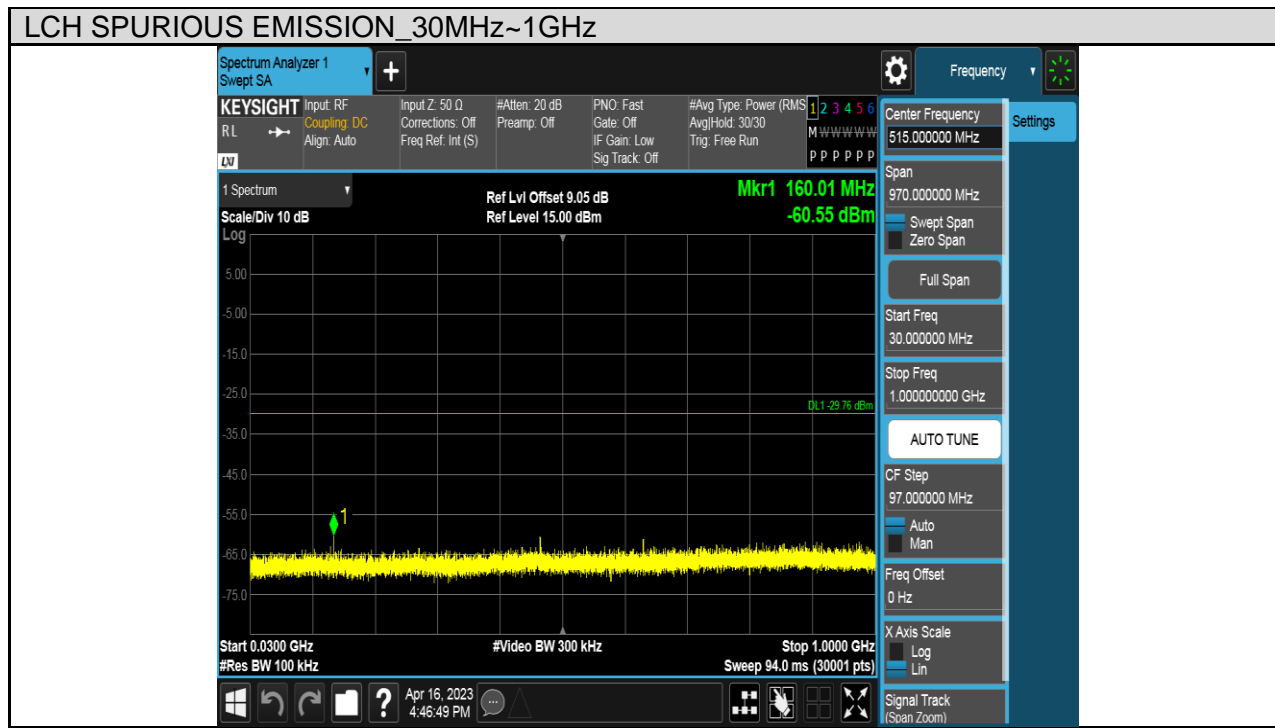 LCH SPURIOUS EMISSION_30MHz~1GHz
Spectrum Analyzer 1
Swept SA
Frequency
KEYSIGHT
RL
LXI
Input: RF
Coupling: DC
Align: Auto
Input Z: 50 Ω
Corrections: Off
Freq Ref: Int (S)
#Atten: 20 dB
Preamp: Off
PNO: Fast
Gate: Off
IF Gain: Low
Sig Track: Off
#Avg Type: Power (RMS
Avg|Hold: 30/30
Trig: Free Run
1 2 3 4 5 6
M W W W W W
P P P P P P
1 Spectrum
Scale/Div 10 dB
Ref Lvl Offset 9.05 dB
Ref Level 15.00 dBm
Mkr1 160.01 MHz
-60.55 dBm
Log
5.00
-5.00
-15.0
-25.0
DL1 -29.76 dBm
-35.0
-45.0
-55.0
1
-65.0
-75.0
Start 0.0300 GHz
#Video BW 300 kHz
Stop 1.0000 GHz
#Res BW 100 kHz
Sweep 94.0 ms (30001 pts)
Apr 16, 2023
4:46:49 PM
Center Frequency
515.000000 MHz
Settings
Span
970.000000 MHz
Swept Span
Zero Span
Full Span
Start Freq
30.000000 MHz
Stop Freq
1.000000000 GHz
AUTO TUNE
CF Step
97.000000 MHz
Auto
Man
Freq Offset
0 Hz
X Axis Scale
Log
Lin
Signal Track
(Span Zoom)